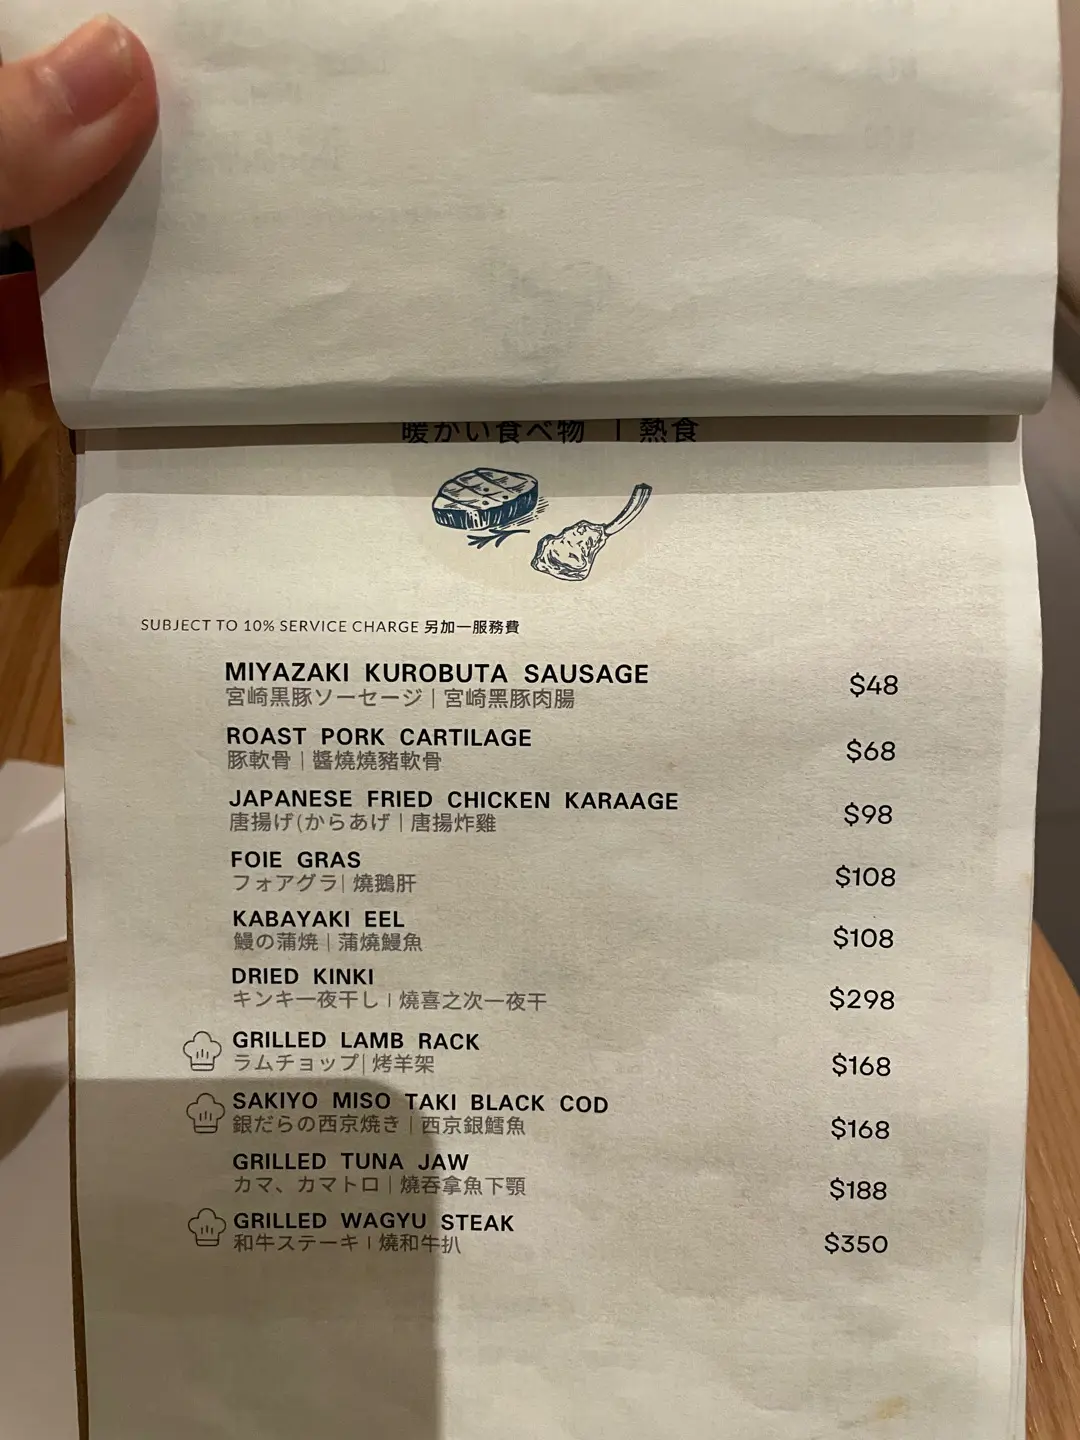 暖かい食べ物 | 熱食
SUBJECT TO 10% SERVICE CHARGE 另加一服務費
MIYAZAKI KUROBUTA SAUSAGE
宮崎黒豚ソーセージ | 宮崎黑豚肉腸
$48
ROAST PORK CARTILAGE
豚軟骨 | 醬燒燒豬軟骨
$68
JAPANESE FRIED CHICKEN KARAAGE
唐揚げ(からあげ | 唐揚炸雞
$98
FOIE GRAS
フォアグラ| 燒鵝肝
$108
KABAYAKI EEL
鰻の蒲焼 | 蒲燒鰻魚
$108
DRIED KINKI
キンキ一夜干し | 燒喜之次一夜干
$298
GRILLED LAMB RACK
ラムチョップ| 烤羊架
$168
SAKIYO MISO TAKI BLACK COD
銀だらの西京焼き | 西京銀鱈魚
$168
GRILLED TUNA JAW
カマ、カマトロ | 燒吞拿魚下顎
$188
GRILLED WAGYU STEAK
和牛ステーキ | 燒和牛扒
$350